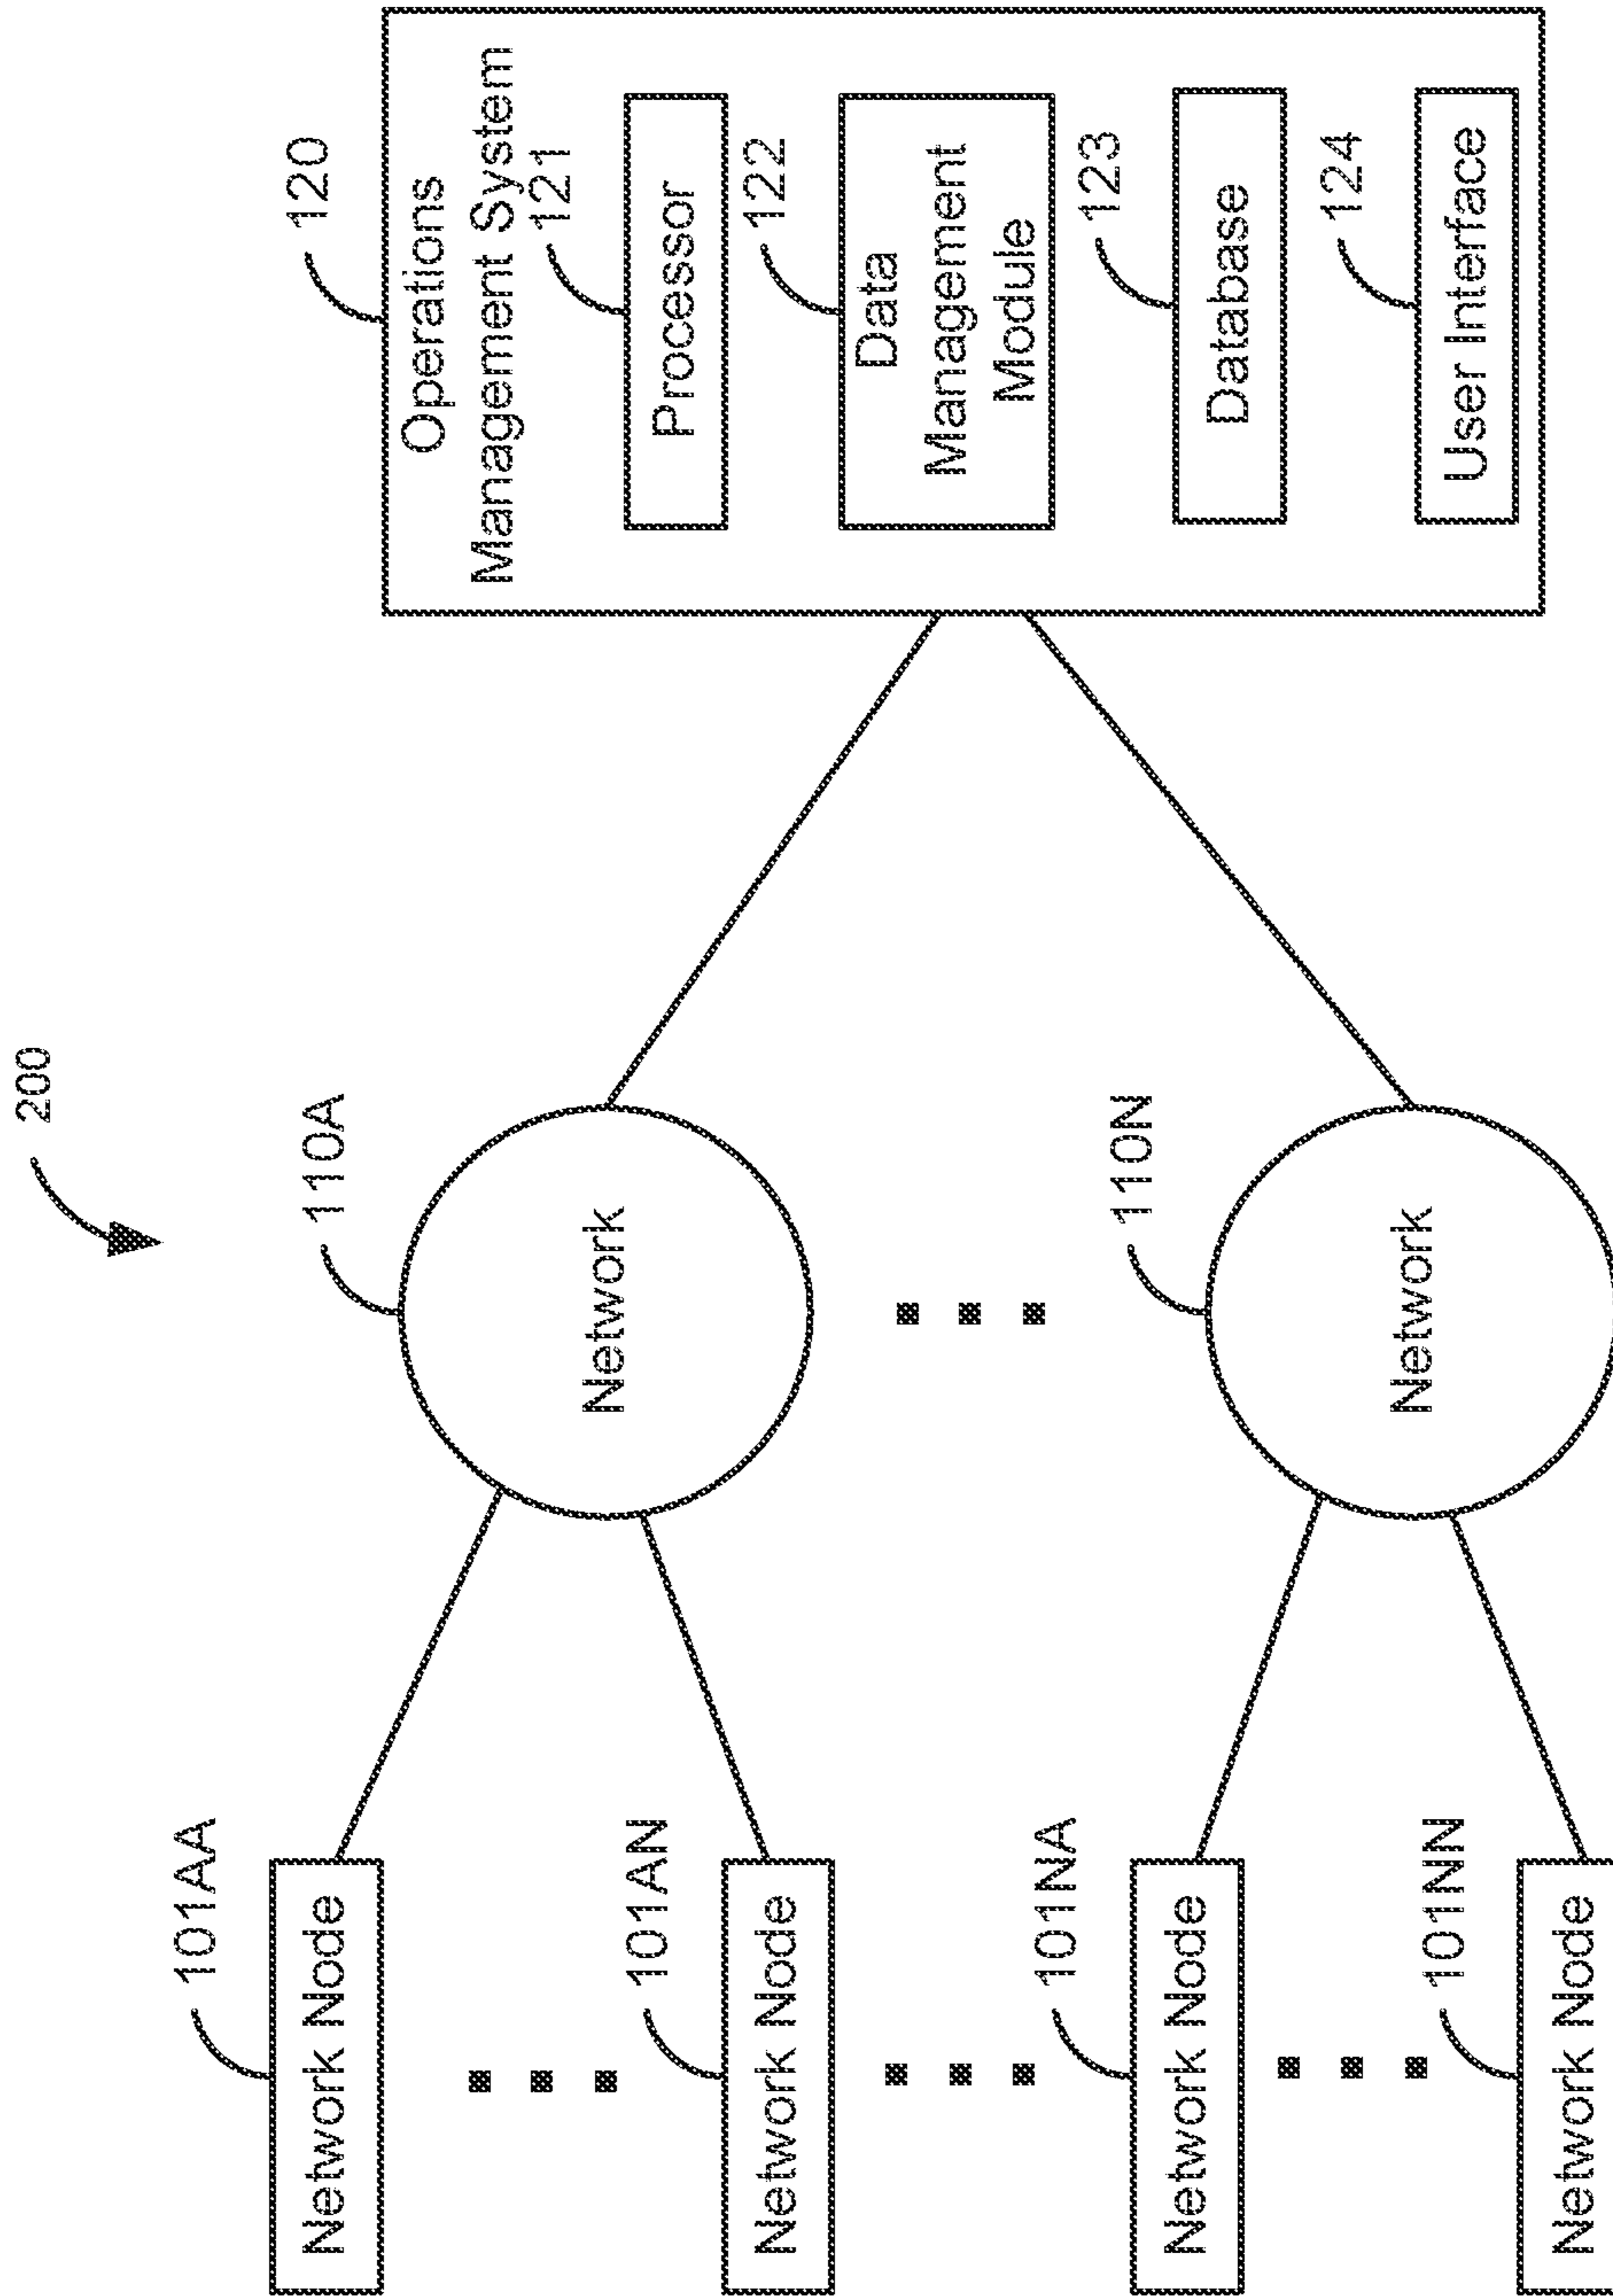 200
101AA
Network Node
101AN
Network Node
101NA
Network Node
101NN
Network Node
110A
Network
110N
Network
120
Operations
Management System
121
Processor
122
Data
Management
Module
123
Database
124
User Interface